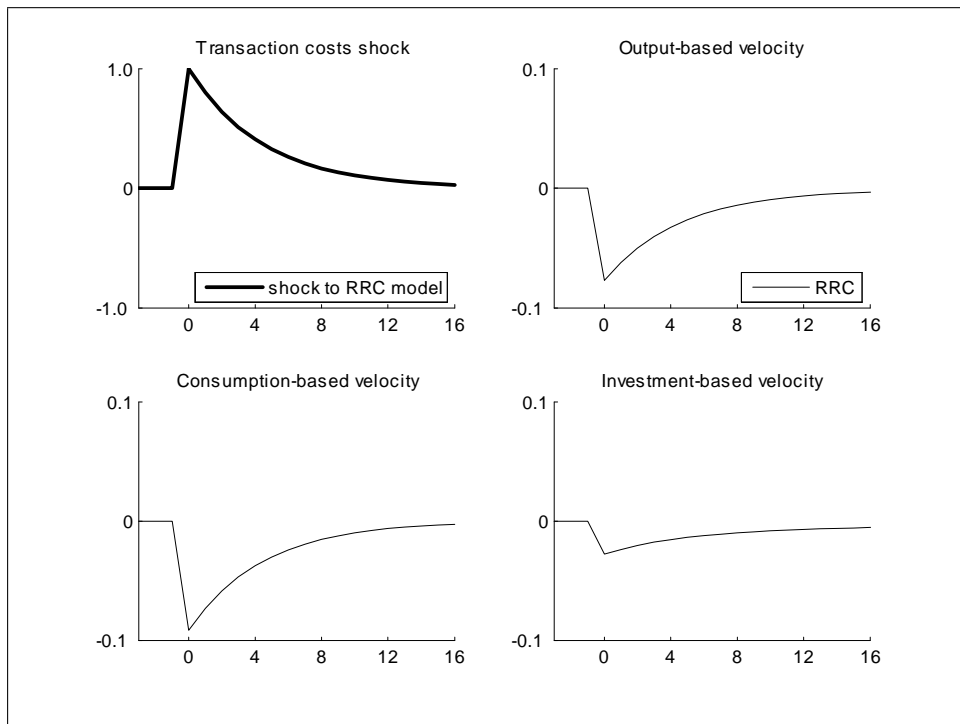 Transaction costs shock
1.0
0
-1.0
0 4 8 12 16
shock to RRC model
Output-based velocity
0.1
0
-0.1
0 4 8 12 16
RRC
Consumption-based velocity
0.1
0
-0.1
0 4 8 12 16
Investment-based velocity
0.1
0
-0.1
0 4 8 12 16